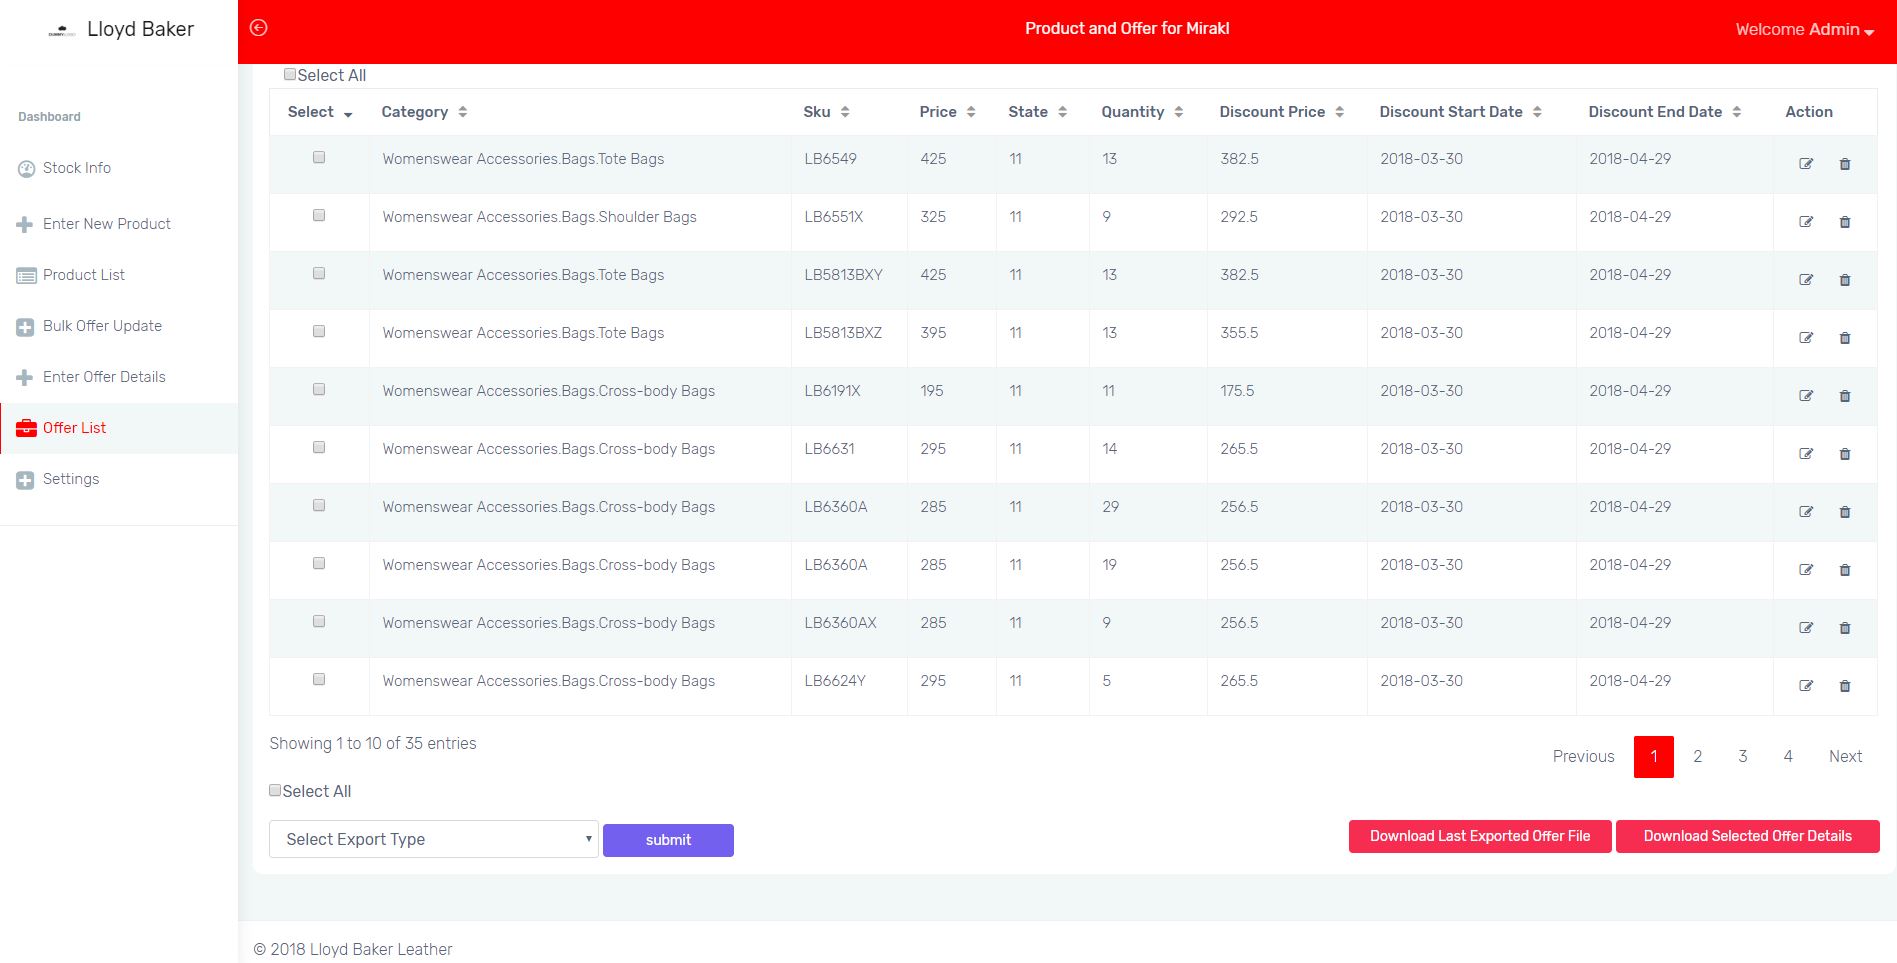 Lloyd Baker
Product and Offer for Mirakl
Welcome Admin
Dashboard
Stock Info
Enter New Product
Product List
Bulk Offer Update
Enter Offer Details
Offer List
Settings
Select All
Select Category Sku Price State Quantity Discount Price Discount Start Date Discount End Date Action
Womenswear Accessories.Bags.Tote Bags LB6549 425 11 13 382.5 2018-03-30 2018-04-29
Womenswear Accessories.Bags.Shoulder Bags LB6551X 325 11 9 292.5 2018-03-30 2018-04-29
Womenswear Accessories.Bags.Tote Bags LB5813BXY 425 11 13 382.5 2018-03-30 2018-04-29
Womenswear Accessories.Bags.Tote Bags LB5813BXZ 395 11 13 355.5 2018-03-30 2018-04-29
Womenswear Accessories.Bags.Cross-body Bags LB6191X 195 11 11 175.5 2018-03-30 2018-04-29
Womenswear Accessories.Bags.Cross-body Bags LB6631 295 11 14 265.5 2018-03-30 2018-04-29
Womenswear Accessories.Bags.Cross-body Bags LB6360A 285 11 29 256.5 2018-03-30 2018-04-29
Womenswear Accessories.Bags.Cross-body Bags LB6360A 285 11 19 256.5 2018-03-30 2018-04-29
Womenswear Accessories.Bags.Cross-body Bags LB6360AX 285 11 9 256.5 2018-03-30 2018-04-29
Womenswear Accessories.Bags.Cross-body Bags LB6624Y 295 11 5 265.5 2018-03-30 2018-04-29
Showing 1 to 10 of 35 entries
Previous 1 2 3 4 Next
Select All
Select Export Type submit
Download Last Exported Offer File Download Selected Offer Details
© 2018 Lloyd Baker Leather